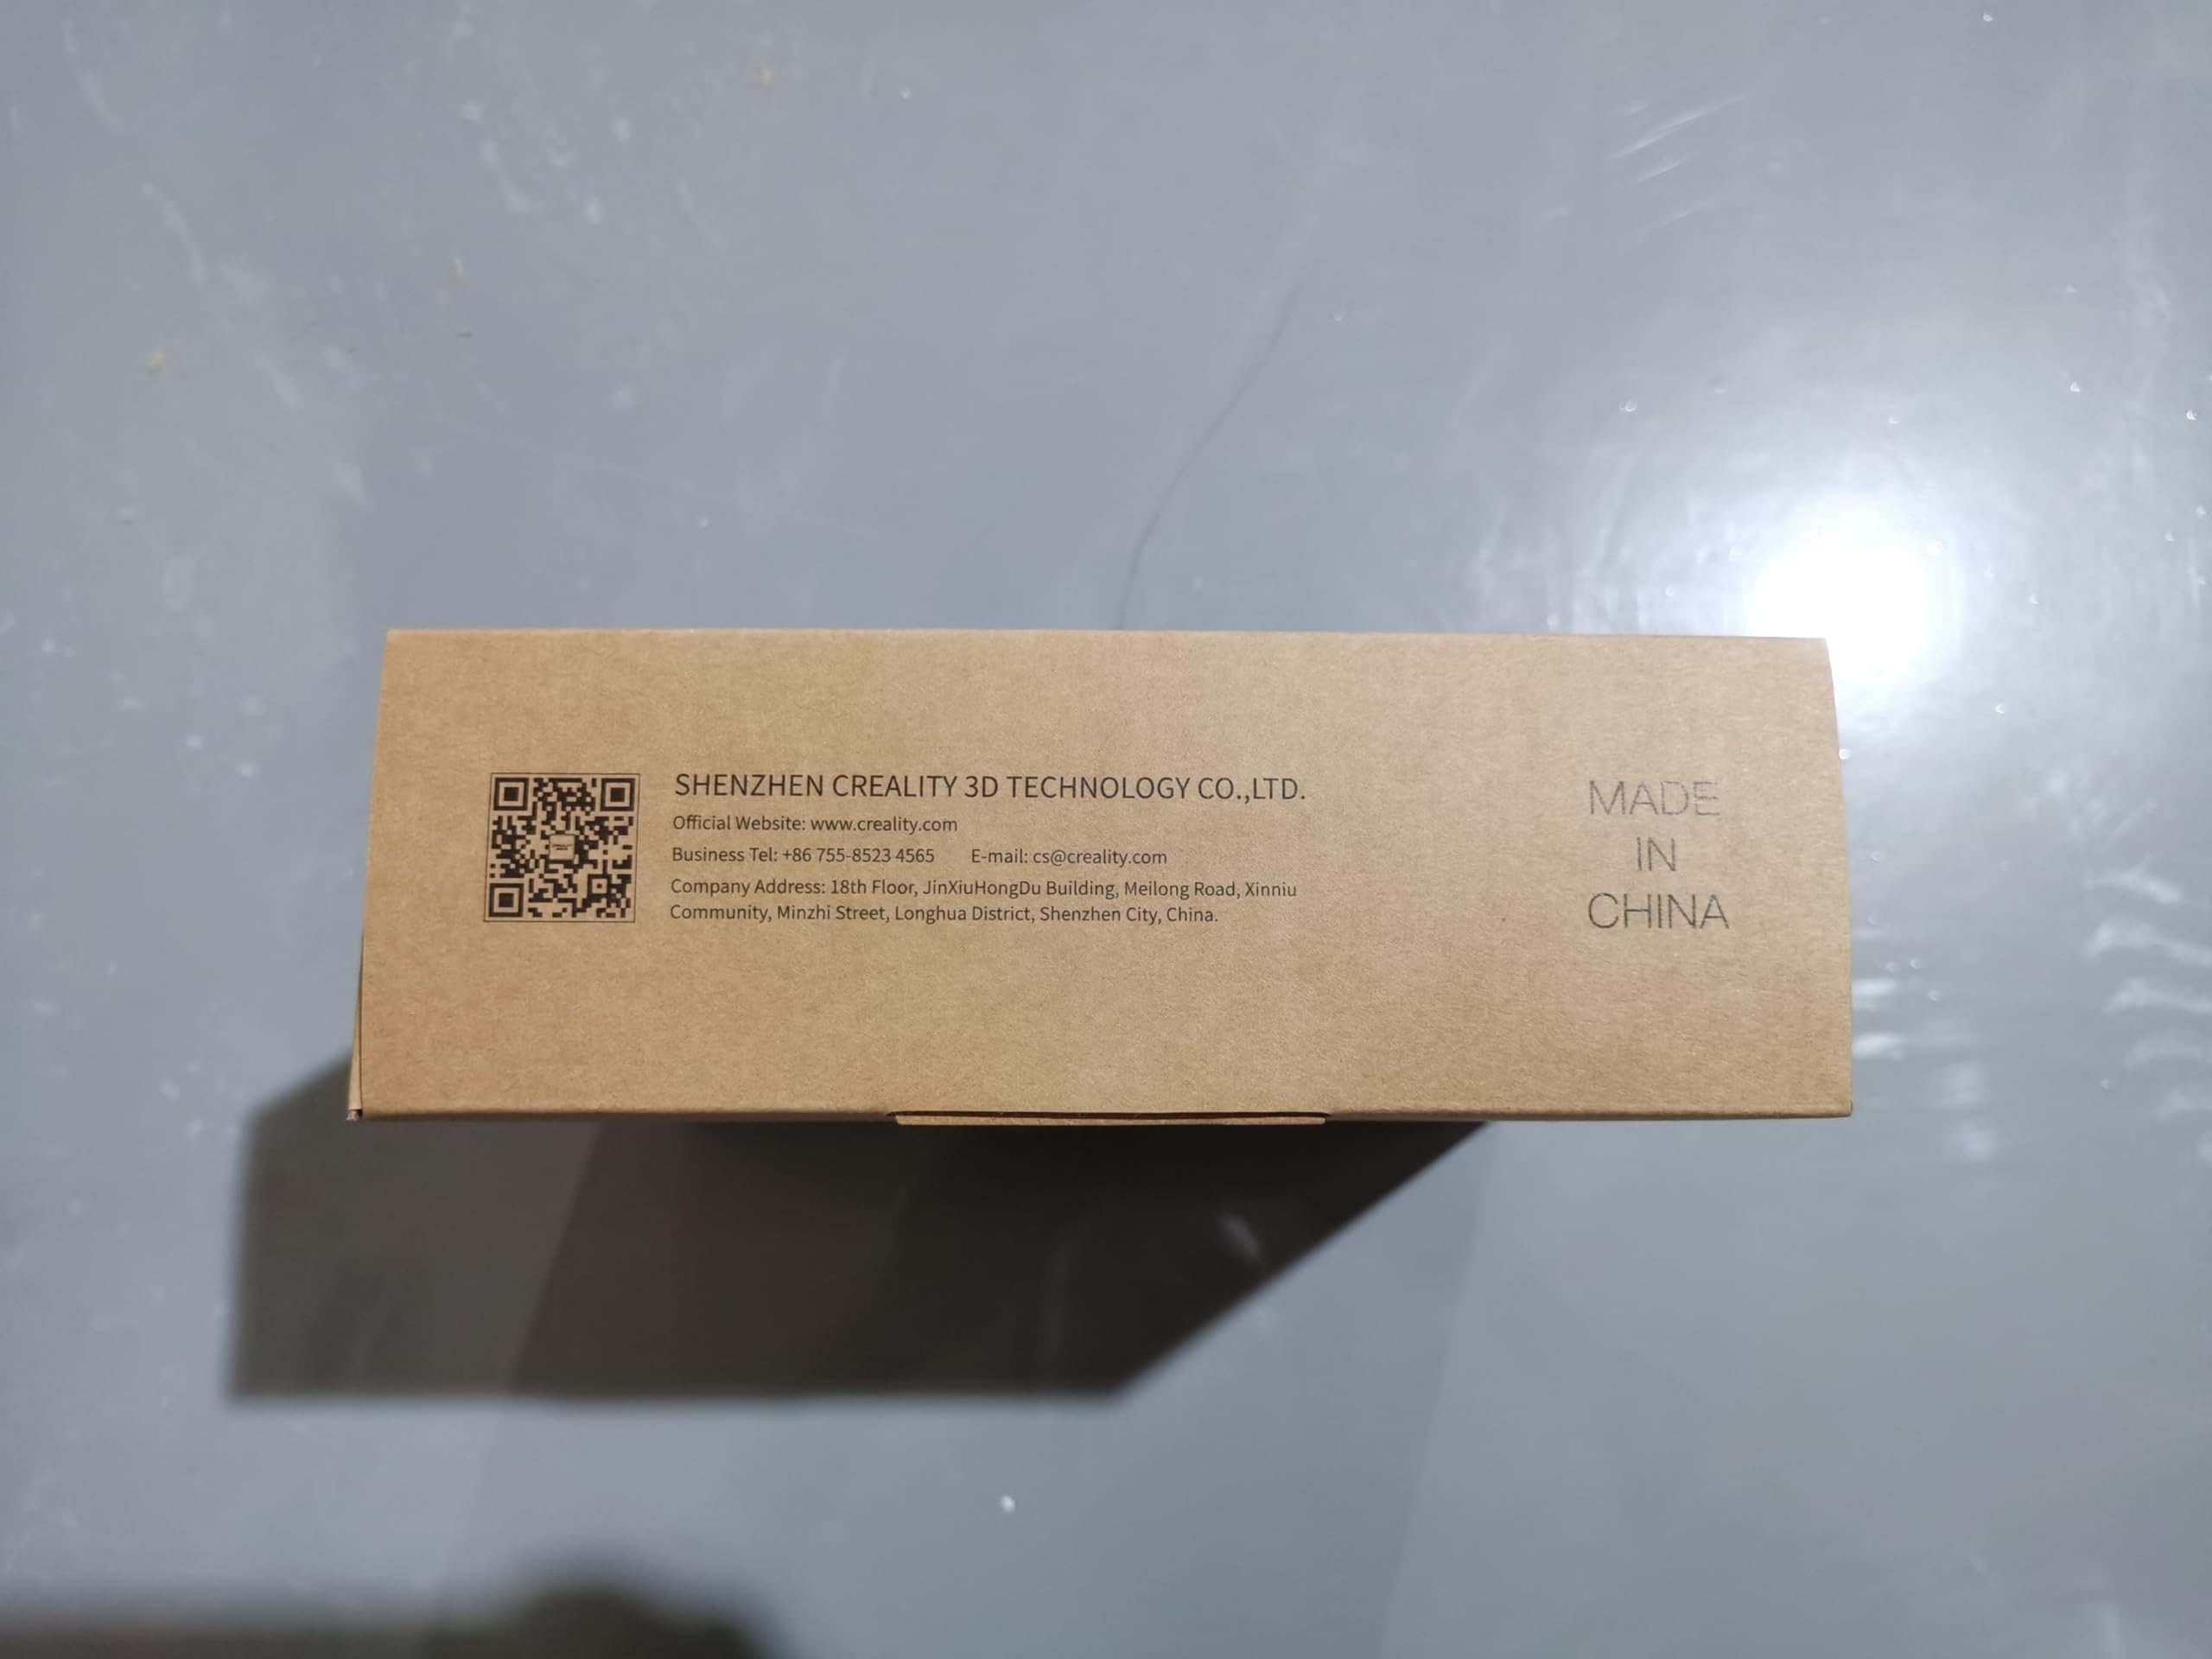 SHENZHEN CREALITY 3D TECHNOLOGY CO.,LTD.
Official Website: www.creality.com
Business Tel: +86 755-8523 4565 E-mail: cs@creality.com
Company Address: 18th Floor, JinXiuHongDu Building, Meilong Road, Xinniu
Community, Minzhi Street, Longhua District, Shenzhen City, China.
MADE
IN
CHINA